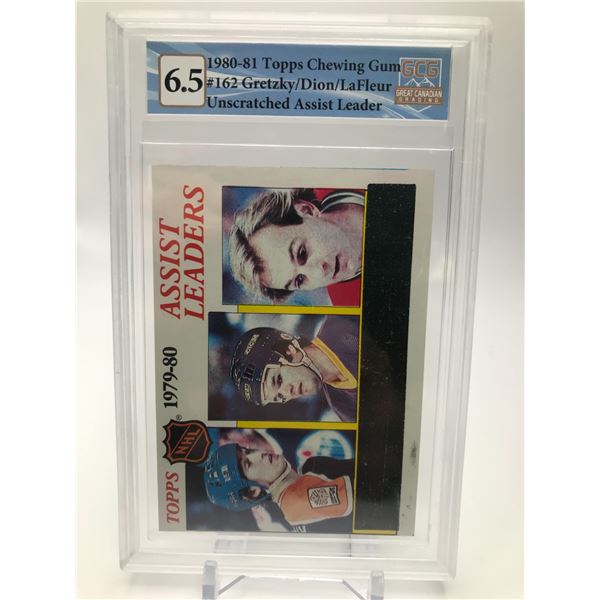 6.5
1980-81 Topps Chewing Gum
#162 Gretzky/Dion/LaFleur
Unscratched Assist Leader
GCG
GREAT CANADIAN
GRADING
TOPPS NHL 1979-80
ASSIST
LEADERS